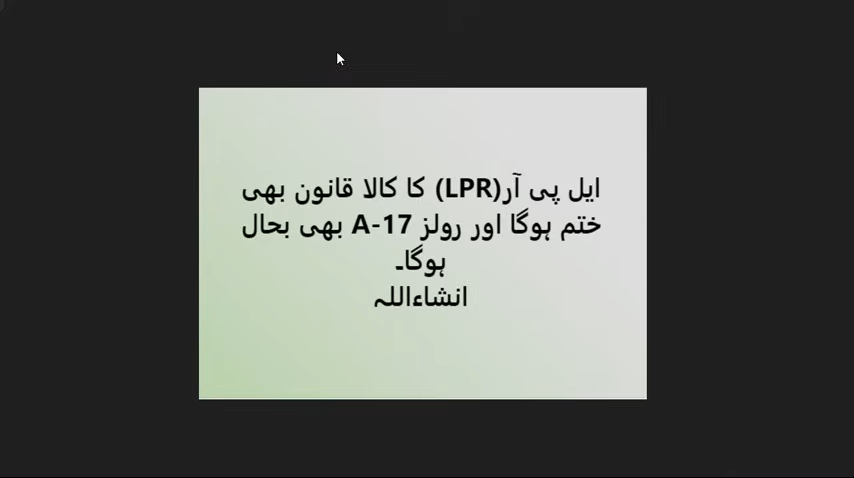 ایل پی آر(LPR) کا کالا قانون بھی
ختم ہوگا اور رولز 17-A بھی بحال
ہوگا۔
انشاءاللہ